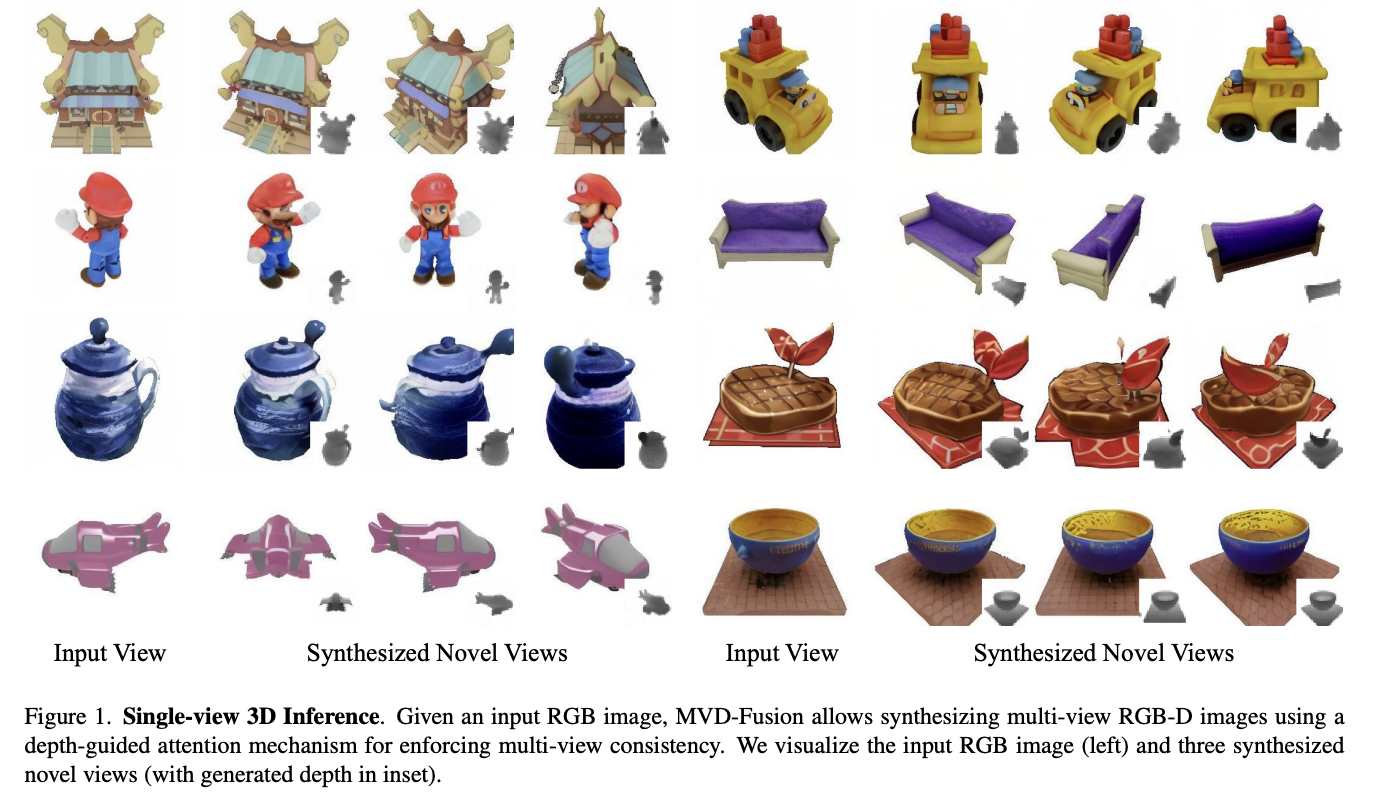 Input View
Synthesized Novel Views
Input View
Synthesized Novel Views
Figure 1. Single-view 3D Inference. Given an input RGB image, MVD-Fusion allows synthesizing multi-view RGB-D images using a
depth-guided attention mechanism for enforcing multi-view consistency. We visualize the input RGB image (left) and three synthesized
novel views (with generated depth in inset).